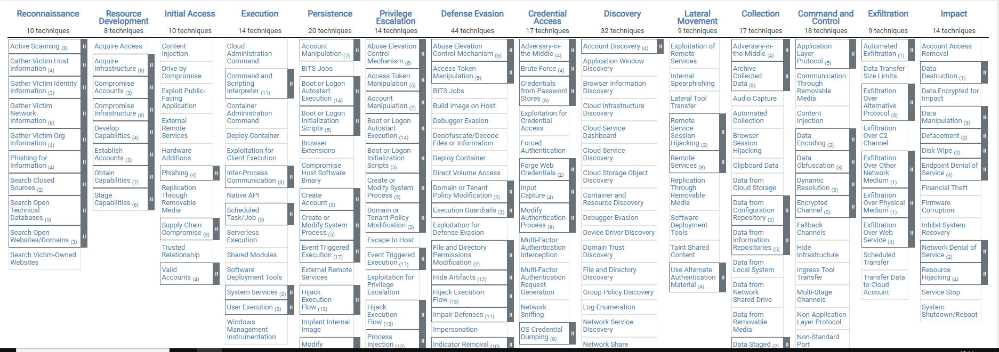 Reconnaissance
10 techniques
Active Scanning (3)
Gather Victim Host
Information (4)
Gather Victim Identity
Information (3)
Gather Victim
Network
Information (6)
Gather Victim Org
Information (4)
Phishing for
Information (4)
Search Closed
Sources (2)
Search Open
Technical
Databases (5)
Search Open
Websites/Domains (3)
Search Victim-Owned
Websites
Resource
Development
8 techniques
Acquire Access
Acquire
Infrastructure (8)
Compromise
Accounts (3)
Compromise
Infrastructure (8)
Develop
Capabilities (4)
Establish
Accounts (3)
Obtain
Capabilities (7)
Stage
Capabilities (6)
Initial Access
10 techniques
Content
Injection
Drive-by
Compromise
Exploit Public-
Facing
Application
External
Remote
Services
Hardware
Additions
Phishing (4)
Replication
Through
Removable
Media
Supply Chain
Compromise (3)
Trusted
Relationship
Valid
Accounts (4)
Execution
14 techniques
Cloud
Administration
Command
Command and
Scripting
Interpreter (11)
Container
Administration
Command
Deploy Container
Exploitation for
Client Execution
Inter-Process
Communication (3)
Native API
Scheduled
Task/Job (5)
Serverless
Execution
Shared Modules
Software
Deployment Tools
System Services (2)
User Execution (3)
Windows
Management
Instrumentation
Persistence
20 techniques
Account
Manipulation (7)
BITS Jobs
Boot or Logon
Autostart
Execution (14)
Boot or Logon
Initialization
Scripts (5)
Browser
Extensions
Compromise
Host Software
Binary
Create
Account (3)
Create or
Modify System
Process (5)
Event Triggered
Execution (17)
External Remote
Services
Hijack
Execution
Flow (13)
Implant Internal
Image
Modify
Privilege
Escalation
14 techniques
Abuse Elevation
Control
Mechanism (6)
Access Token
Manipulation (5)
Account
Manipulation (7)
Boot or Logon
Autostart
Execution (14)
Boot or Logon
Initialization
Scripts (5)
Create or
Modify System
Process (5)
Domain or
Tenant Policy
Modification (2)
Escape to Host
Event Triggered
Execution (17)
Exploitation for
Privilege
Escalation
Hijack
Execution
Flow (13)
Process
Injection (12)
Defense Evasion
44 techniques
Abuse Elevation
Control Mechanism (6)
Access Token
Manipulation (5)
BITS Jobs
Build Image on Host
Debugger Evasion
Deobfuscate/Decode
Files or Information
Deploy Container
Direct Volume Access
Domain or Tenant
Policy Modification (2)
Execution Guardrails (2)
Exploitation for
Defense Evasion
File and Directory
Permissions
Modification (2)
Hide Artifacts (12)
Hijack Execution
Flow (13)
Impair Defenses (11)
Impersonation
Indicator Removal (10)
Credential
Access
17 techniques
Adversary-in-
the-Middle (4)
Brute Force (4)
Credentials
from Password
Stores (6)
Exploitation for
Credential
Access
Forced
Authentication
Forge Web
Credentials (2)
Input
Capture (4)
Modify
Authentication
Process (9)
Multi-Factor
Authentication
Interception
Multi-Factor
Authentication
Request
Generation
Network
Sniffing
OS Credential
Dumping (8)
Discovery
32 techniques
Account Discovery (4)
Application Window
Discovery
Browser Information
Discovery
Cloud Infrastructure
Discovery
Cloud Service
Dashboard
Cloud Service
Discovery
Cloud Storage Object
Discovery
Container and
Resource Discovery
Debugger Evasion
Device Driver Discovery
Domain Trust
Discovery
File and Directory
Discovery
Group Policy Discovery
Log Enumeration
Network Service
Discovery
Network Share
Lateral
Movement
9 techniques
Exploitation of
Remote
Services
Internal
Spearphishing
Lateral Tool
Transfer
Remote
Service
Session
Hijacking (2)
Remote
Services (8)
Replication
Through
Removable
Media
Software
Deployment
Tools
Taint Shared
Content
Use Alternate
Authentication
Material (4)
Collection
17 techniques
Adversary-in-
the-Middle (4)
Archive
Collected
Data (3)
Audio Capture
Automated
Collection
Browser
Session
Hijacking
Clipboard Data
Data from
Cloud Storage
Data from
Configuration
Repository (2)
Data from
Information
Repositories (5)
Data from
Local System
Data from
Network
Shared Drive
Data from
Removable
Media
Data Staged (2)
Command and
Control
18 techniques
Application
Layer
Protocol (5)
Communication
Through
Removable
Media
Content
Injection
Data
Encoding (2)
Data
Obfuscation (3)
Dynamic
Resolution (3)
Encrypted
Channel (2)
Fallback
Channels
Hide
Infrastructure
Ingress Tool
Transfer
Multi-Stage
Channels
Non-Application
Layer Protocol
Non-Standard
Port
Exfiltration
9 techniques
Automated
Exfiltration (1)
Data Transfer
Size Limits
Exfiltration
Over
Alternative
Protocol (3)
Exfiltration
Over C2
Channel
Exfiltration
Over Other
Network
Medium (1)
Exfiltration
Over Physical
Medium (1)
Exfiltration
Over Web
Service (4)
Scheduled
Transfer
Transfer Data
to Cloud
Account
Impact
14 techniques
Account Access
Removal
Data
Destruction (1)
Data Encrypted for
Impact
Data
Manipulation (3)
Defacement (2)
Disk Wipe (2)
Endpoint Denial of
Service (4)
Financial Theft
Firmware
Corruption
Inhibit System
Recovery
Network Denial of
Service (2)
Resource
Hijacking (4)
Service Stop
System
Shutdown/Reboot